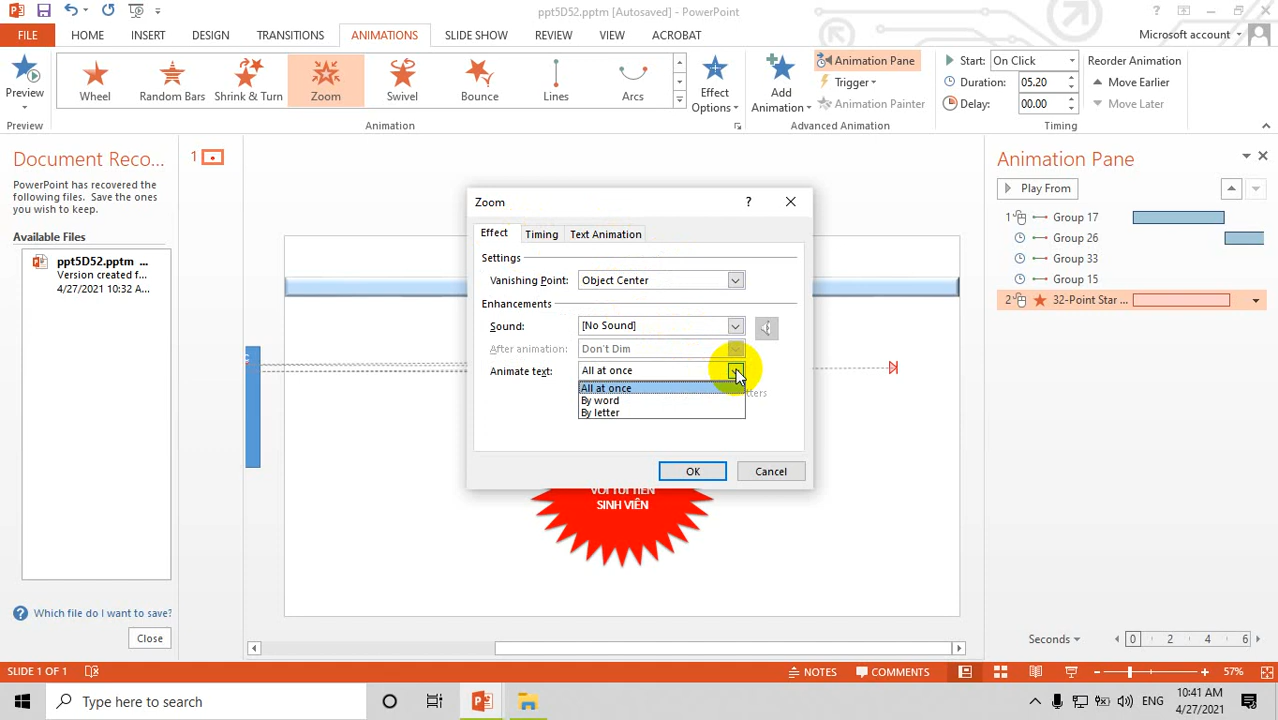 ppt5D52.pptm [Autosaved] - PowerPoint
FILE HOME INSERT DESIGN TRANSITIONS ANIMATIONS SLIDE SHOW REVIEW VIEW ACROBAT Microsoft account
Preview
Wheel Random Bars Shrink & Turn Zoom Swivel Bounce Lines Arcs
Effect Options
Add Animation
Animation Pane
Trigger
Animation Painter
Start: On Click
Duration: 05.20
Delay: 00.00
Reorder Animation
Move Earlier
Move Later
Preview Animation Advanced Animation Timing
Document Reco...
PowerPoint has recovered the
following files. Save the ones
you wish to keep.
Available Files
ppt5D52.pptm ...
Version created f...
4/27/2021 10:32 A...
Which file do I want to save?
Close
1
Zoom
Effect Timing Text Animation
Settings
Vanishing Point: Object Center
Enhancements
Sound: [No Sound]
After animation: Don't Dim
Animate text: All at once
All at once
By word
By letter
OK Cancel
SINH VIÊN
Animation Pane
Play From
1 Group 17
Group 26
Group 33
Group 15
2 32-Point Star ...
Seconds 0 2 4 6
SLIDE 1 OF 1 NOTES COMMENTS 57%
Type here to search
ENG
10:41 AM
4/27/2021